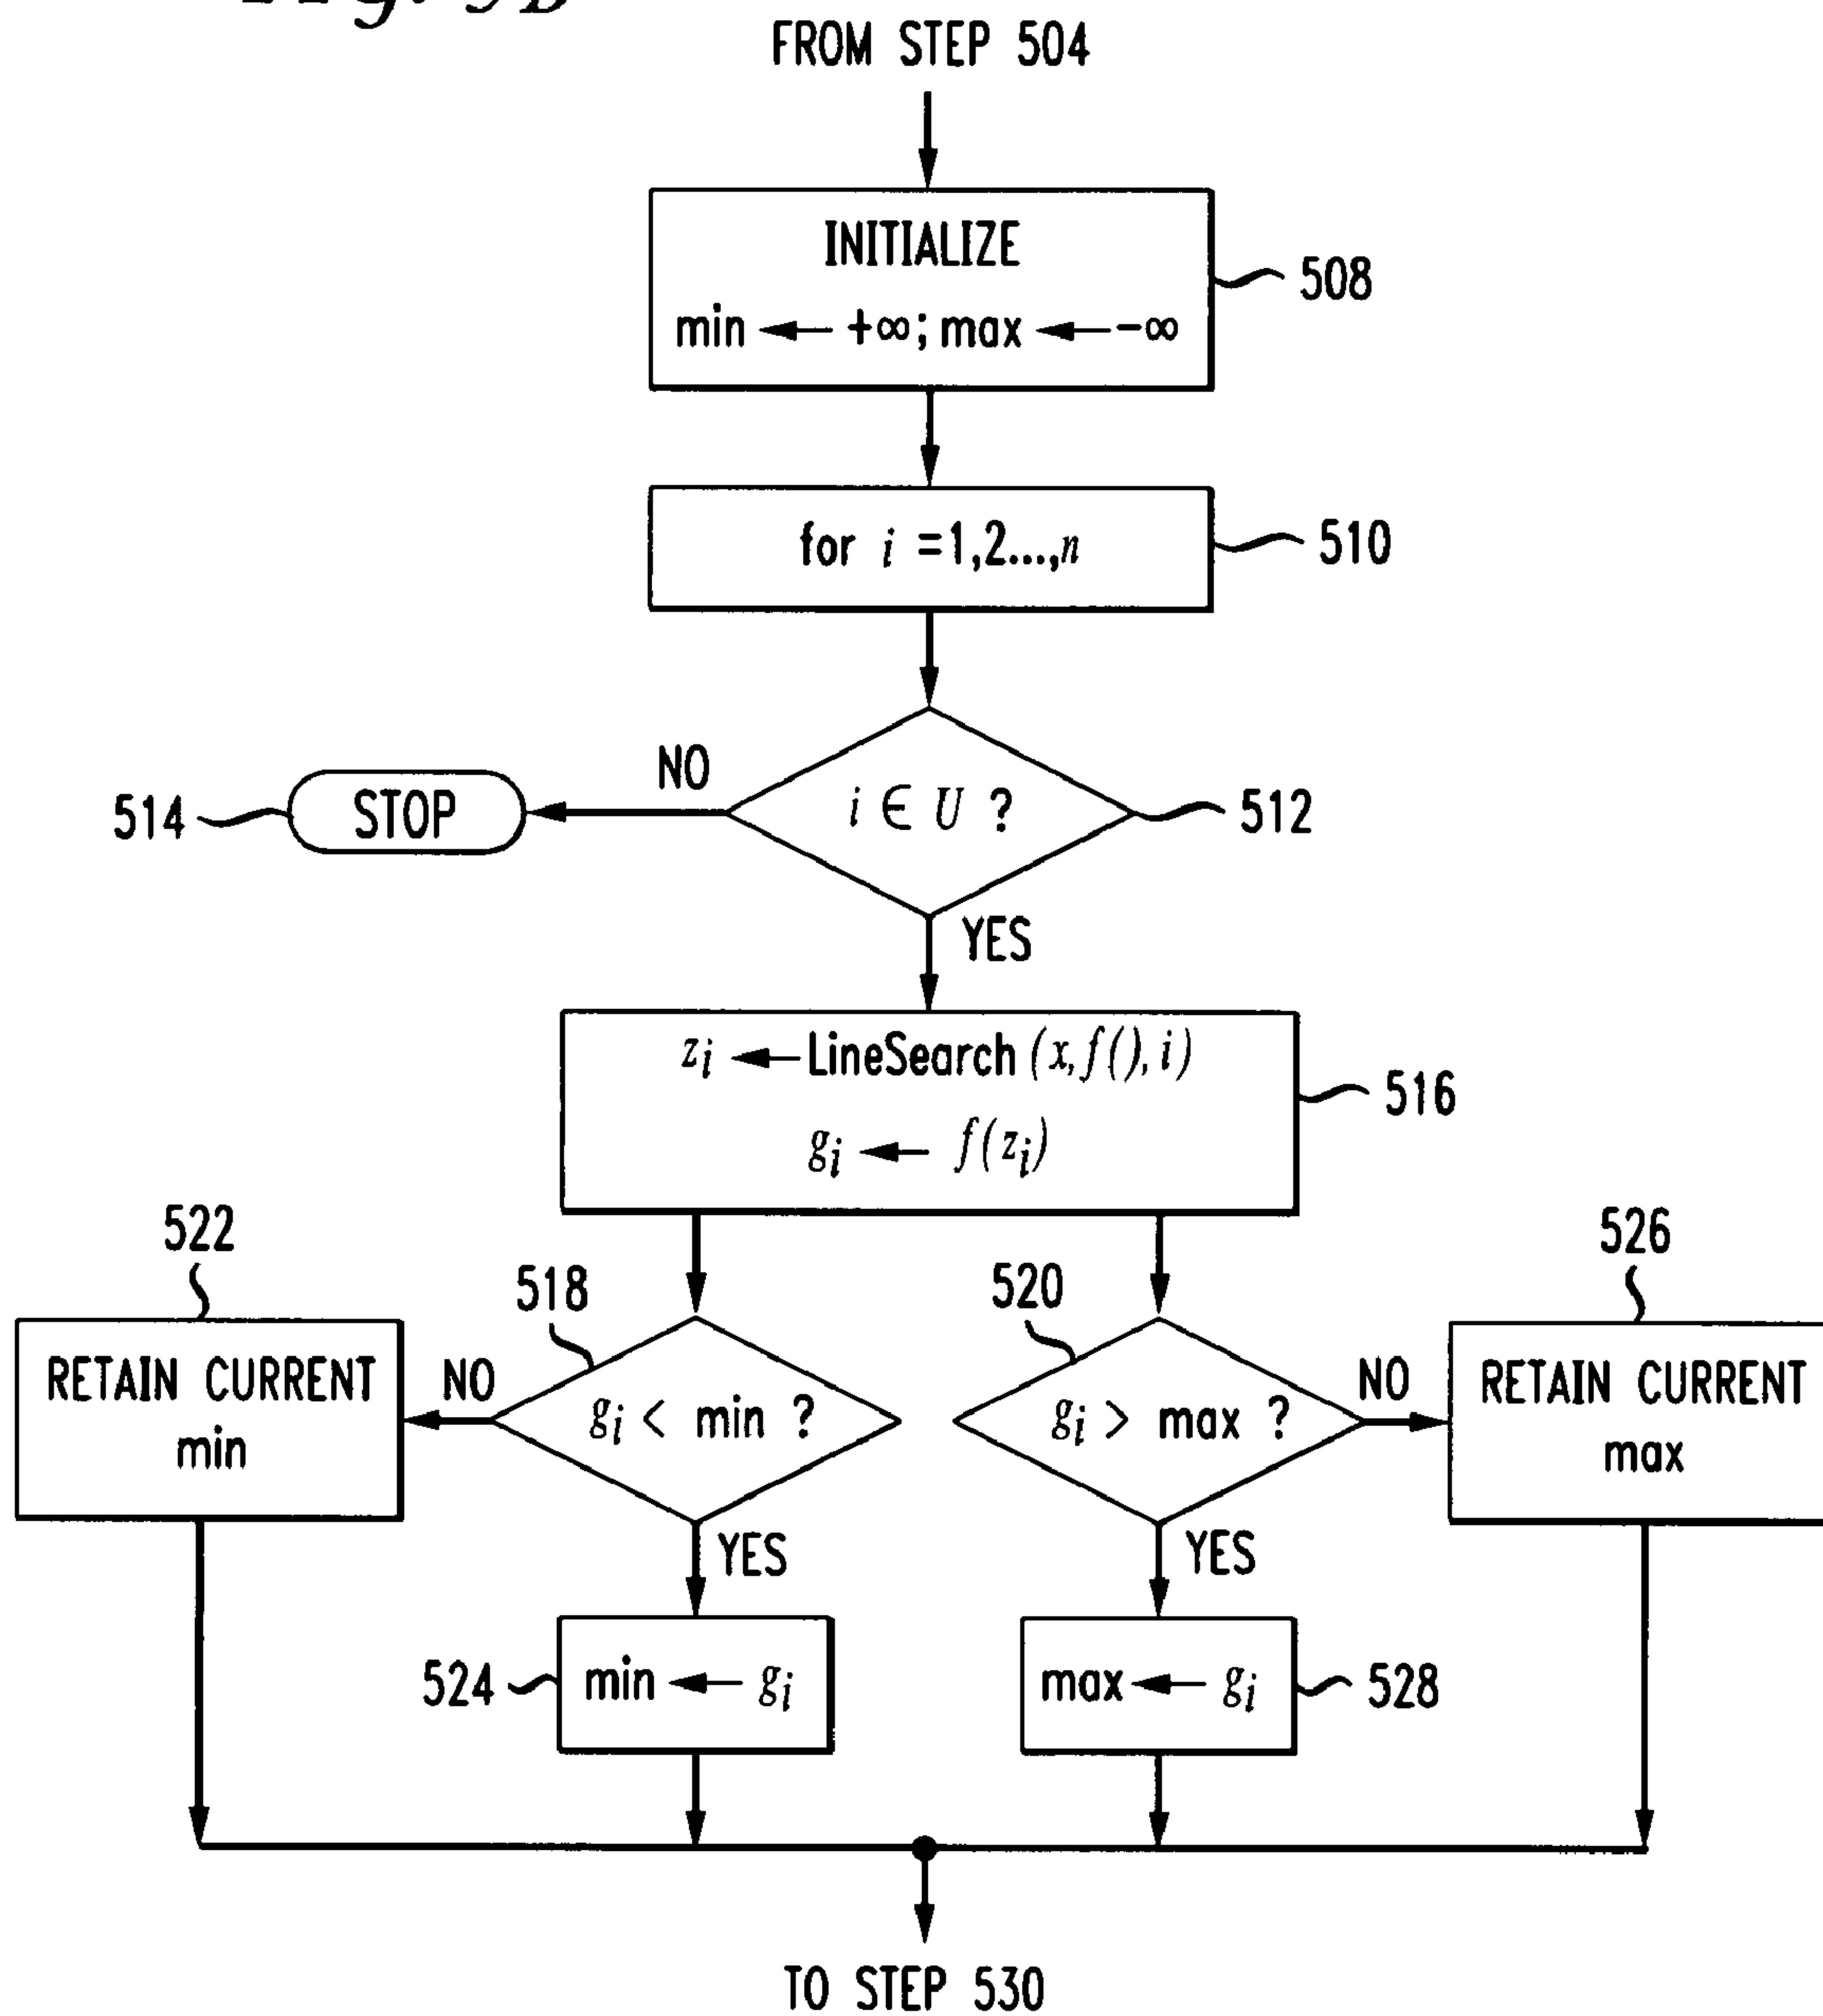 FROM STEP 504
INITIALIZE
min ← +∞; max ← -∞
508
for i =1,2...,n
510
NO
i ∈ U ?
512
514
STOP
YES
z_i ← LineSearch (x, f(), i)
g_i ← f(z_i)
516
522
526
518
520
RETAIN CURRENT
min
NO
g_i < min ?
g_i > max ?
NO
RETAIN CURRENT
max
YES
YES
524
min ← g_i
max ← g_i
528
TO STEP 530